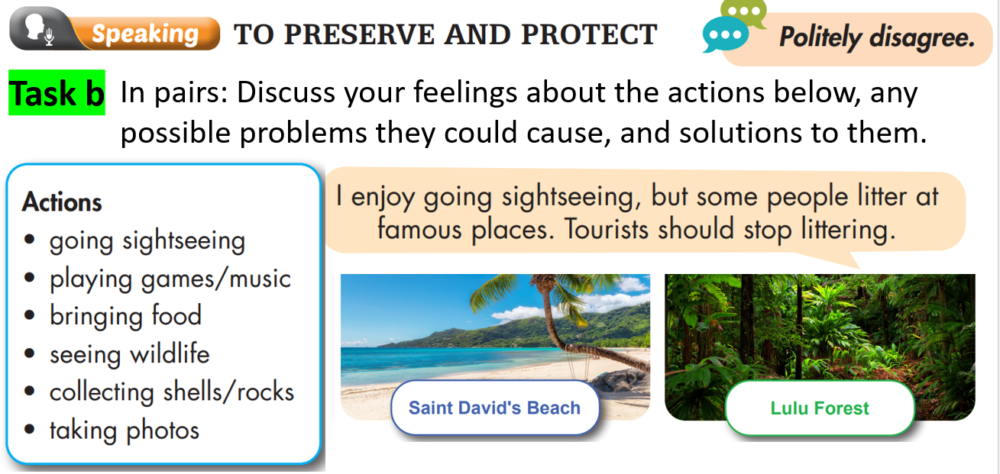 Speaking
TO PRESERVE AND PROTECT
Politely disagree.
Task b
In pairs: Discuss your feelings about the actions below, any
possible problems they could cause, and solutions to them.
Actions
• going sightseeing
• playing games/music
• bringing food
• seeing wildlife
• collecting shells/rocks
• taking photos
I enjoy going sightseeing, but some people litter at
famous places. Tourists should stop littering.
Saint David's Beach
Lulu Forest